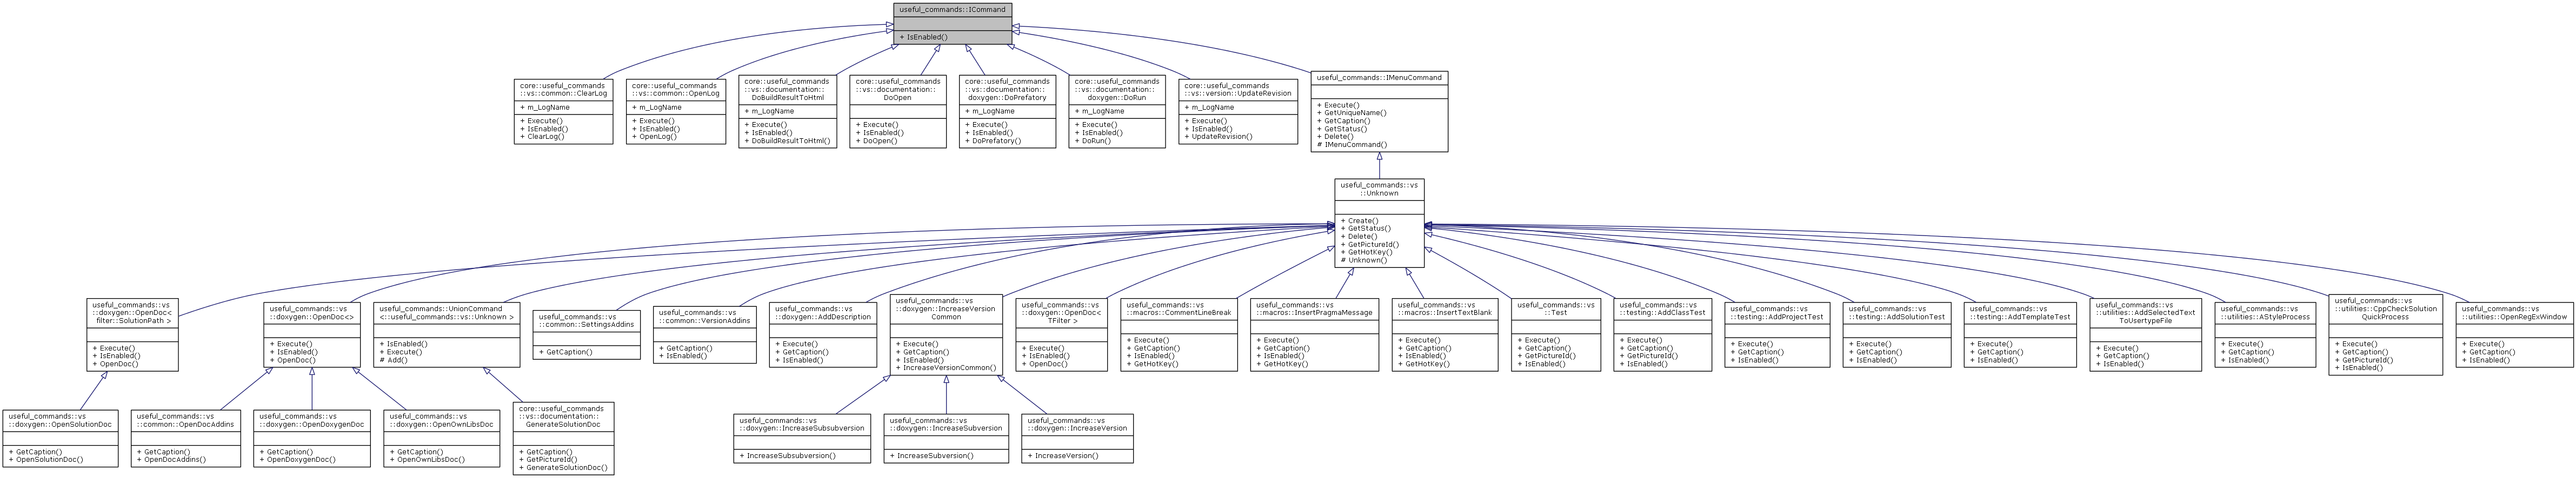 useful_commands::ICommand
+ IsEnabled()
core::useful_commands
::vs::common::ClearLog
+ m_LogName
+ Execute()
+ IsEnabled()
+ ClearLog()
core::useful_commands
::vs::common::OpenLog
+ m_LogName
+ Execute()
+ IsEnabled()
+ OpenLog()
core::useful_commands
::vs::documentation::
DoBuildResultToHtml
+ m_LogName
+ Execute()
+ IsEnabled()
+ DoBuildResultToHtml()
core::useful_commands
::vs::documentation::
DoOpen
+ Execute()
+ IsEnabled()
+ DoOpen()
core::useful_commands
::vs::documentation::
doxygen::DoPrefatory
+ m_LogName
+ Execute()
+ IsEnabled()
+ DoPrefatory()
core::useful_commands
::vs::documentation::
doxygen::DoRun
+ m_LogName
+ Execute()
+ IsEnabled()
+ DoRun()
core::useful_commands
::vs::version::UpdateRevision
+ m_LogName
+ Execute()
+ IsEnabled()
+ UpdateRevision()
useful_commands::IMenuCommand
+ Execute()
+ GetUniqueName()
+ GetCaption()
+ GetStatus()
+ Delete()
# IMenuCommand()
useful_commands::vs
::Unknown
+ Create()
+ GetStatus()
+ Delete()
+ GetPictureId()
+ GetHotKey()
# Unknown()
useful_commands::vs
::doxygen::OpenDoc<
filter::SolutionPath >
+ Execute()
+ IsEnabled()
+ OpenDoc()
useful_commands::vs
::doxygen::OpenDoc<>
+ Execute()
+ IsEnabled()
+ OpenDoc()
useful_commands::UnionCommand
<::useful_commands::vs::Unknown >
+ IsEnabled()
+ Execute()
# Add()
useful_commands::vs
::common::SettingsAddins
+ GetCaption()
useful_commands::vs
::common::VersionAddins
+ GetCaption()
+ IsEnabled()
useful_commands::vs
::doxygen::AddDescription
+ Execute()
+ GetCaption()
+ IsEnabled()
useful_commands::vs
::doxygen::IncreaseVersion
Common
+ Execute()
+ GetCaption()
+ IsEnabled()
+ IncreaseVersionCommon()
useful_commands::vs
::doxygen::OpenDoc<
TFilter >
+ Execute()
+ IsEnabled()
+ OpenDoc()
useful_commands::vs
::macros::CommentLineBreak
+ Execute()
+ GetCaption()
+ IsEnabled()
+ GetHotKey()
useful_commands::vs
::macros::InsertPragmaMessage
+ Execute()
+ GetCaption()
+ IsEnabled()
+ GetHotKey()
useful_commands::vs
::macros::InsertTextBlank
+ Execute()
+ GetCaption()
+ IsEnabled()
+ GetHotKey()
useful_commands::vs
::Test
+ Execute()
+ GetCaption()
+ GetPictureId()
+ IsEnabled()
useful_commands::vs
::testing::AddClassTest
+ Execute()
+ GetCaption()
+ GetPictureId()
+ IsEnabled()
useful_commands::vs
::testing::AddProjectTest
+ Execute()
+ GetCaption()
+ IsEnabled()
useful_commands::vs
::testing::AddSolutionTest
+ Execute()
+ GetCaption()
+ IsEnabled()
useful_commands::vs
::testing::AddTemplateTest
+ Execute()
+ GetCaption()
+ IsEnabled()
useful_commands::vs
::utilities::AddSelectedText
ToUsertypeFile
+ Execute()
+ GetCaption()
+ IsEnabled()
useful_commands::vs
::utilities::AStyleProcess
+ Execute()
+ GetCaption()
+ IsEnabled()
useful_commands::vs
::utilities::CppCheckSolution
QuickProcess
+ Execute()
+ GetCaption()
+ GetPictureId()
+ IsEnabled()
useful_commands::vs
::utilities::OpenRegExWindow
+ Execute()
+ GetCaption()
+ IsEnabled()
useful_commands::vs
::doxygen::OpenSolutionDoc
+ GetCaption()
+ OpenSolutionDoc()
useful_commands::vs
::common::OpenDocAddins
+ GetCaption()
+ OpenDocAddins()
useful_commands::vs
::doxygen::OpenDoxygenDoc
+ GetCaption()
+ OpenDoxygenDoc()
useful_commands::vs
::doxygen::OpenOwnLibsDoc
+ GetCaption()
+ OpenOwnLibsDoc()
core::useful_commands
::vs::documentation::
GenerateSolutionDoc
+ GetCaption()
+ GetPictureId()
+ GenerateSolutionDoc()
useful_commands::vs
::doxygen::IncreaseSubsubversion
+ IncreaseSubsubversion()
useful_commands::vs
::doxygen::IncreaseSubversion
+ IncreaseSubversion()
useful_commands::vs
::doxygen::IncreaseVersion
+ IncreaseVersion()